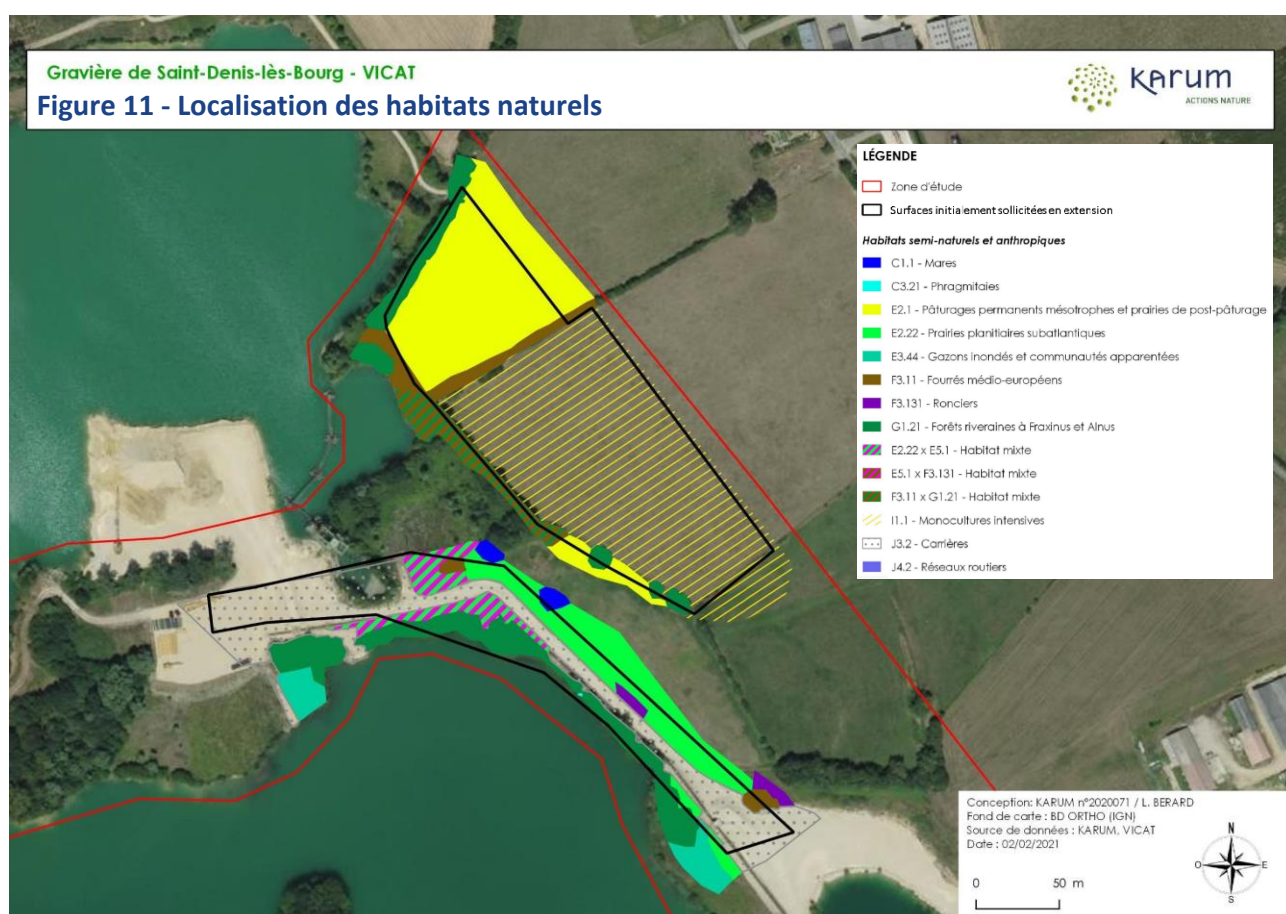 Gravière de Saint-Denis-lès-Bourg - VICAT
Figure 11 - Localisation des habitats naturels
KARUM
ACTIONS NATURE
LÉGENDE
Zone d'étude
Surfaces initialement sollicitées en extension
Habitats semi-naturels et anthropiques
C1.1 - Mares
C3.21 - Phragmitaies
E2.1 - Pâturages permanents mésotrophes et prairies de post-pâturage
E2.22 - Prairies planitiaires subatlantiques
E3.44 - Gazons inondés et communautés apparentées
F3.11 - Fourrés médio-européens
F3.131 - Ronciers
G1.21 - Forêts riveraines à Fraxinus et Alnus
E2.22 x E5.1 - Habitat mixte
E5.1 x F3.131 - Habitat mixte
F3.11 x G1.21 - Habitat mixte
I1.1 - Monocultures intensives
J3.2 - Carrières
J4.2 - Réseaux routiers
Conception: KARUM n°2020071 / L. BERARD
Fond de carte : BD ORTHO (IGN)
Source de données : KARUM, VICAT
Date : 02/02/2021
0 50 m
N
O E
S